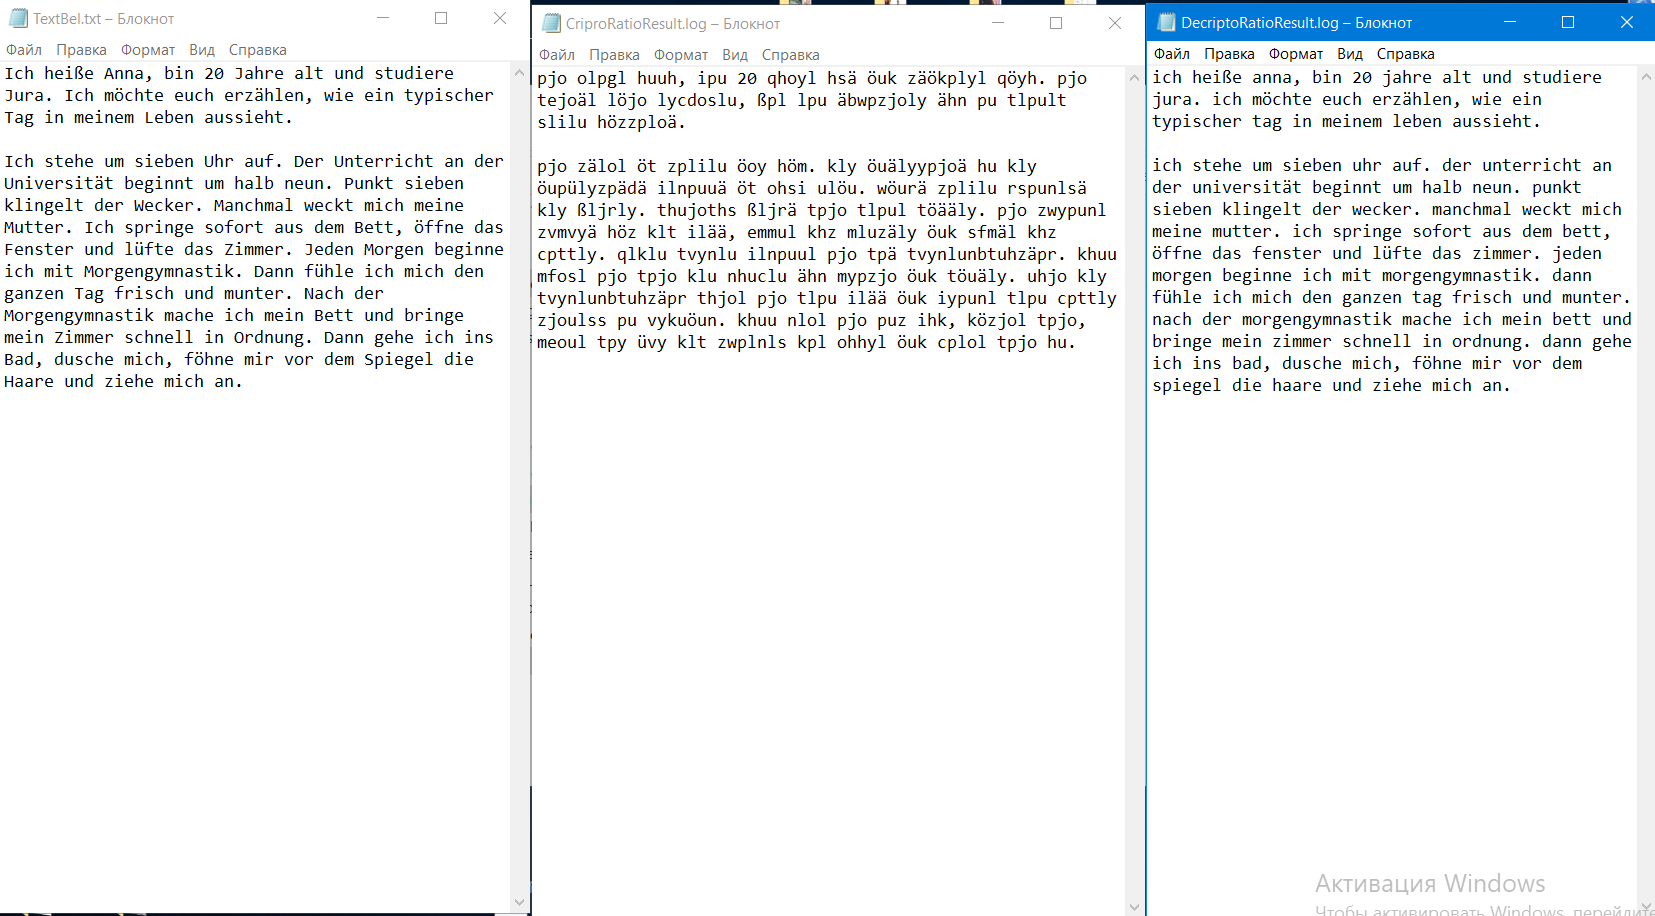 TextBel.txt – Блокнот
Файл Правка Формат Вид Справка
Ich heiße Anna, bin 20 Jahre alt und studiere
Jura. Ich möchte euch erzählen, wie ein typischer
Tag in meinem Leben aussieht.
Ich stehe um sieben Uhr auf. Der Unterricht an der
Universität beginnt um halb neun. Punkt sieben
klingelt der Wecker. Manchmal weckt mich meine
Mutter. Ich springe sofort aus dem Bett, öffne das
Fenster und lüfte das Zimmer. Jeden Morgen beginne
ich mit Morgengymnastik. Dann fühle ich mich den
ganzen Tag frisch und munter. Nach der
Morgengymnastik mache ich mein Bett und bringe
mein Zimmer schnell in Ordnung. Dann gehe ich ins
Bad, dusche mich, föhne mir vor dem Spiegel die
Haare und ziehe mich an.
CriproRatioResult.log – Блокнот
Файл Правка Формат Вид Справка
pjo olpgl huuh, ipu 20 qhoyl hsä öuk zäökplyl qöyh. pjo
tejoäl löjo lycdoslu, ßpl lpu äbwpzjoly ähn pu tlpult
slilu hözzploä.
pjo zälol öt zplilu öoy höm. kly öuälyypjoä hu kly
öupülyzpädä ilnpuuä öt ohsi ulöu. wöurä zplilu rspunlsä
kly ßljrly. thujoths ßljrä tpjo tlpul töääly. pjo zwypunl
zvmvyä höz klt ilää, emmul khz mluzäly öuk sfmäl khz
cpttly. qlklu tvynlu ilnpuul pjo tpä tvynlunbtuhzäpr. khuu
mfosl pjo tpjo klu nhuclu ähn mypzjo öuk töuäly. uhjo kly
tvynlunbtuhzäpr thjol pjo tlpu ilää öuk iypunl tlpu cpttly
zjoulss pu vykuöun. khuu nlol pjo puz ihk, közjol tpjo,
meoul tpy üvy klt zwplnls kpl ohhyl öuk cplol tpjo hu.
DecriptoRatioResult.log – Блокнот
Файл Правка Формат Вид Справка
ich heiße anna, bin 20 jahre alt und studiere
jura. ich möchte euch erzählen, wie ein
typischer tag in meinem leben aussieht.
ich stehe um sieben uhr auf. der unterricht an
der universität beginnt um halb neun. punkt
sieben klingelt der wecker. manchmal weckt mich
meine mutter. ich springe sofort aus dem bett,
öffne das fenster und lüfte das zimmer. jeden
morgen beginne ich mit morgengymnastik. dann
fühle ich mich den ganzen tag frisch und munter.
nach der morgengymnastik mache ich mein bett und
bringe mein zimmer schnell in ordnung. dann gehe
ich ins bad, dusche mich, föhne mir vor dem
spiegel die haare und ziehe mich an.
Активация Windows
Чтобы активировать Windows, перейдите